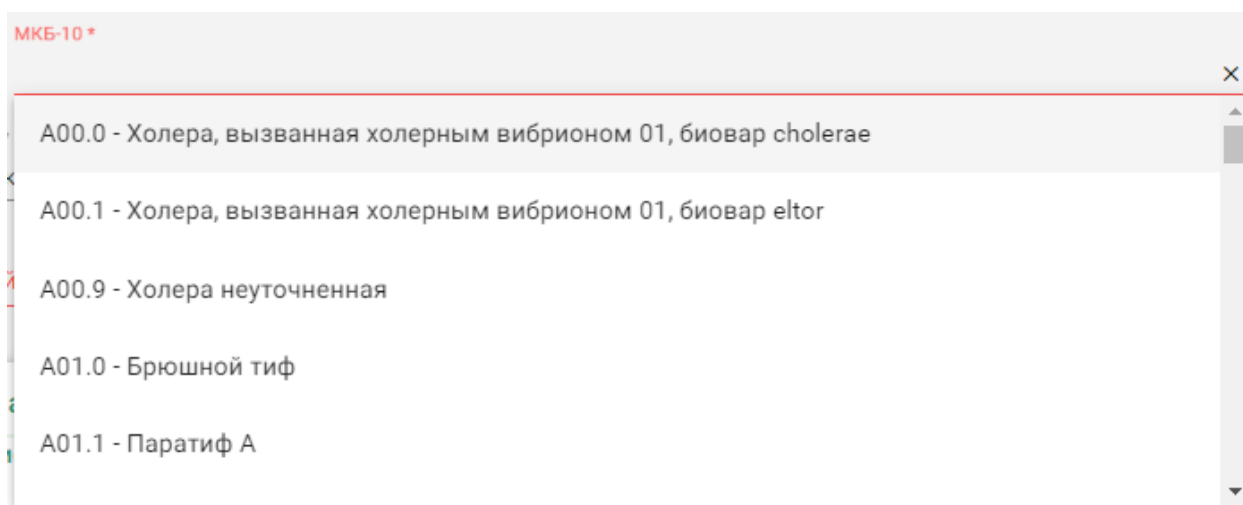 МКБ-10 *
A00.0 - Холера, вызванная холерным вибрионом 01, биовар cholerae
A00.1 - Холера, вызванная холерным вибрионом 01, биовар eltor
A00.9 - Холера неуточненная
A01.0 - Брюшной тиф
A01.1 - Паратиф A